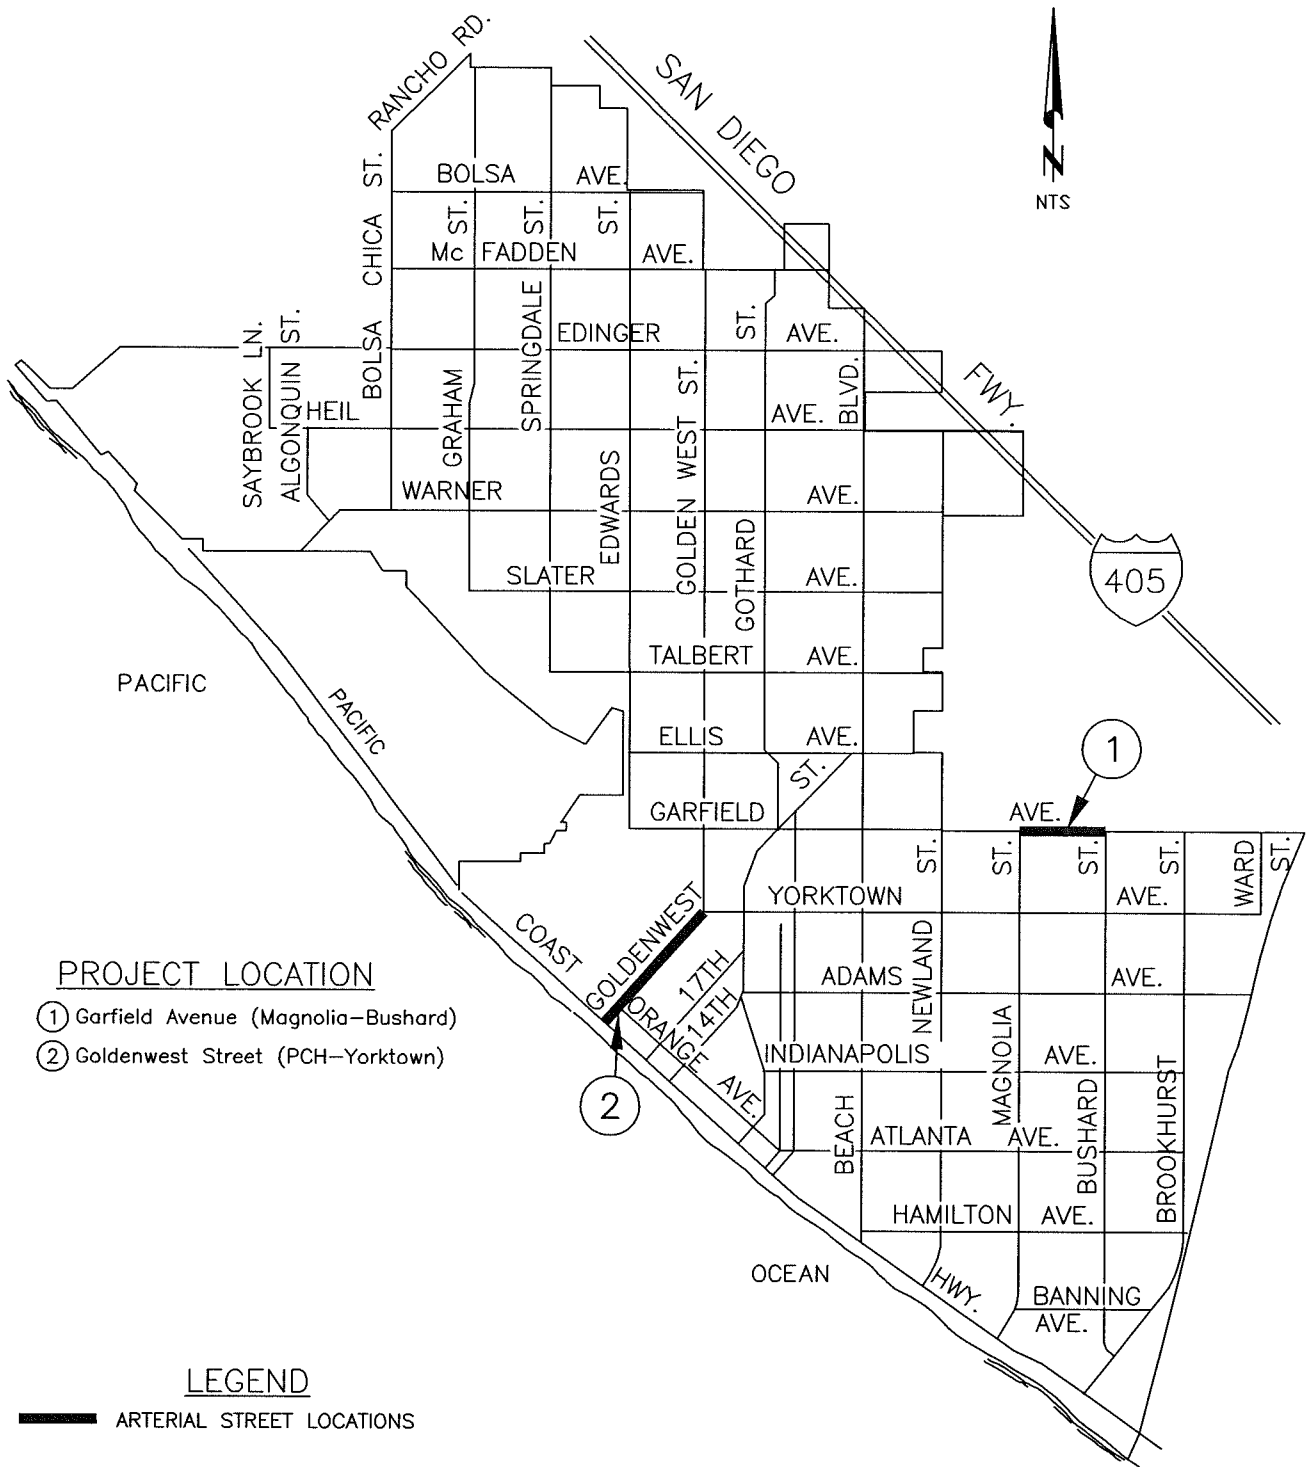 RANCHO RD.
SAN DIEGO
FWY.
N
NTS
BOLSA AVE.
BOLSA CHICA ST.
ST.
ST.
ST.
Mc FADDEN AVE.
SPRINGDALE
EDINGER AVE.
ST.
SAYBROOK LN.
ALGONQUIN ST.
HEIL AVE.
GRAHAM
GOLDEN WEST ST.
BLVD.
WARNER AVE.
EDWARDS
GOTHARD
SLATER AVE.
405
TALBERT AVE.
PACIFIC
PACIFIC
ELLIS AVE.
ST.
1
GARFIELD AVE.
ST.
ST.
ST.
ST.
WARD
ST.
YORKTOWN AVE.
GOLDENWEST
COAST
NEWLAND
17TH
ADAMS AVE.
14TH
ORANGE AVE.
PROJECT LOCATION
1 Garfield Avenue (Magnolia-Bushard)
2 Goldenwest Street (PCH-Yorktown)
2
INDIANAPOLIS AVE.
MAGNOLIA
BUSHARD
BROOKHURST
BEACH
ATLANTA AVE.
HAMILTON AVE.
OCEAN
HWY.
BANNING
AVE.
LEGEND
ARTERIAL STREET LOCATIONS